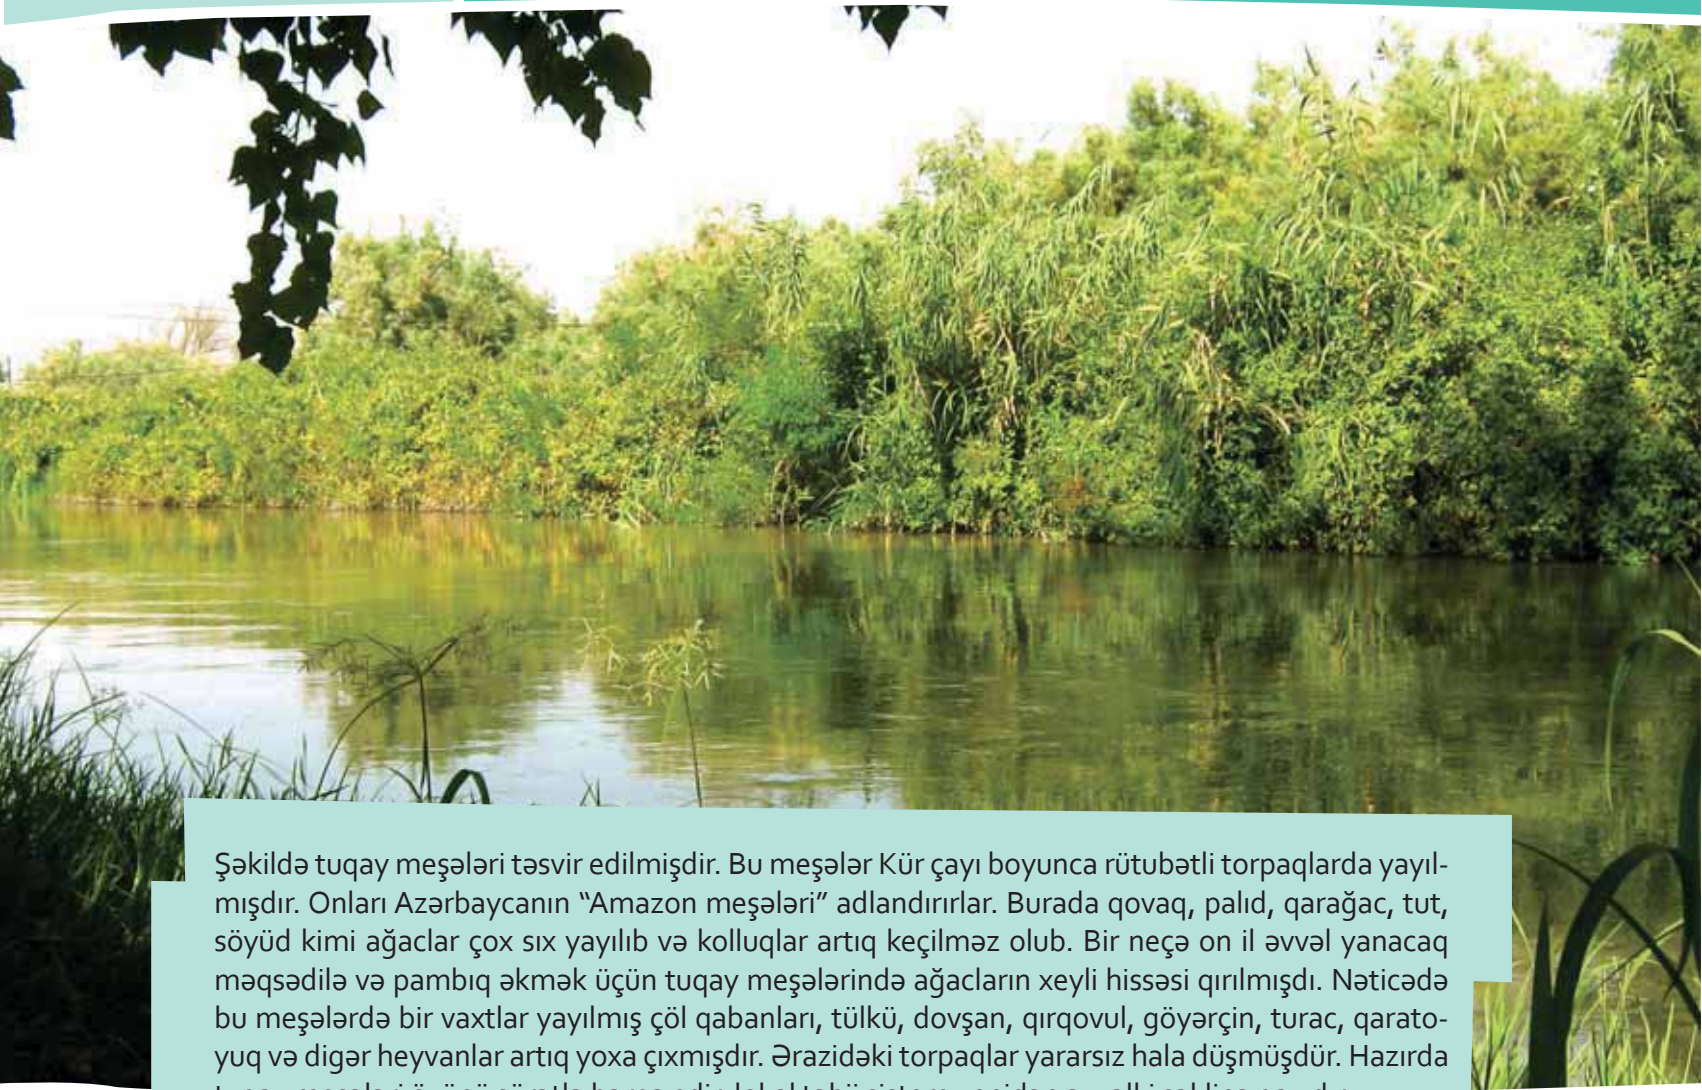 Şəkildə tuqay meşələri təsvir edilmişdir. Bu meşələr Kür çayı boyunca rütubətli torpaqlarda yayıl-
mışdır. Onları Azərbaycanın “Amazon meşələri” adlandırırlar. Burada qovaq, palıd, qarağac, tut,
söyüd kimi ağaclar çox sıx yayılıb və kolluqlar artıq keçilməz olub. Bir neçə on il əvvəl yanacaq
məqsədilə və pambıq əkmək üçün tuqay meşələrində ağacların xeyli hissəsi qırılmışdı. Nəticədə
bu meşələrdə bir vaxtlar yayılmış çöl qabanları, tülkü, dovşan, qırqovul, göyərçin, turac, qarato-
yuq və digər heyvanlar artıq yoxa çıxmışdır. Ərazidəki torpaqlar yararsız hala düşmüşdür. Hazırda